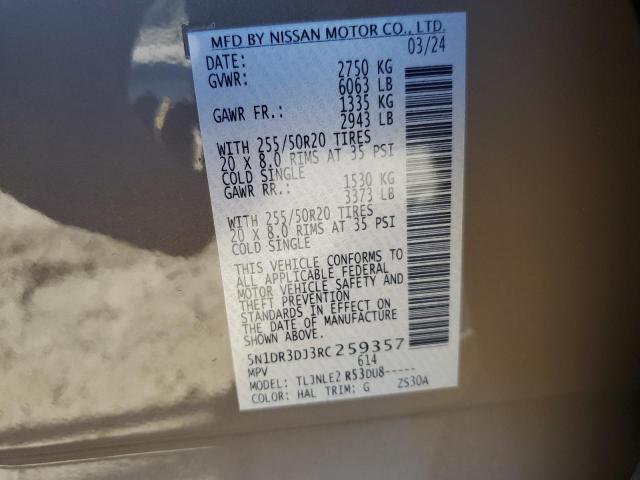 MFD BY NISSAN MOTOR CO., LTD.
DATE: 03/24
GVWR: 2750 KG
6063 LB
GAWR FR.: 1335 KG
2943 LB
WITH 255/50R20 TIRES
20 X 8.0 RIMS AT 35 PSI
COLD SINGLE
GAWR RR.: 1530 KG
3373 LB
WITH 255/50R20 TIRES
20 X 8.0 RIMS AT 35 PSI
COLD SINGLE
THIS VEHICLE CONFORMS TO
ALL APPLICABLE FEDERAL
MOTOR VEHICLE SAFETY AND
THEFT PREVENTION
STANDARDS IN EFFECT ON
THE DATE OF MANUFACTURE
SHOWN ABOVE.
5N1DR3DJ3RC259357
MPV 614
MODEL: TLJNLE2 R53DU8-----
COLOR: HAL TRIM: G ZS30A